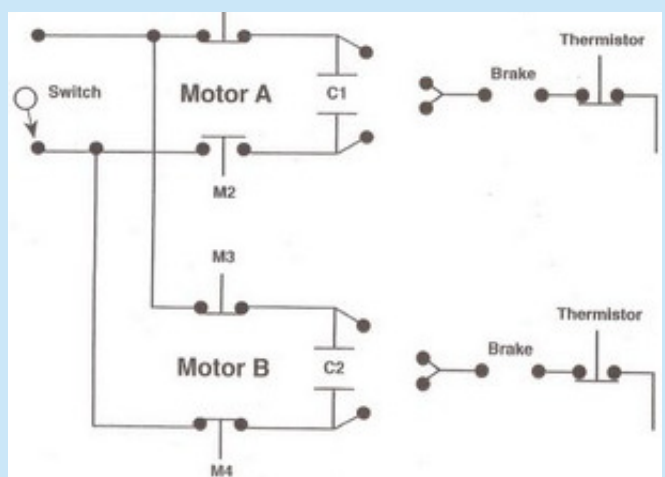 Thermistor
Switch
Brake
Motor A
C1
M2
M3
Thermistor
Brake
Motor B
C2
M4